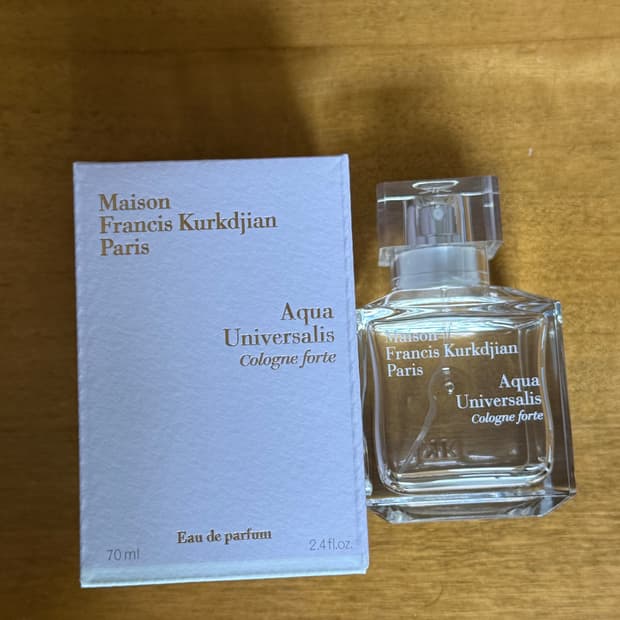 Maison
Francis Kurkdjian
Paris
Aqua
Universalis
Cologne forte
Eau de parfum
70 ml
2.4 fl.oz.
Maison
Francis Kurkdjian
Paris
Aqua
Universalis
Cologne forte